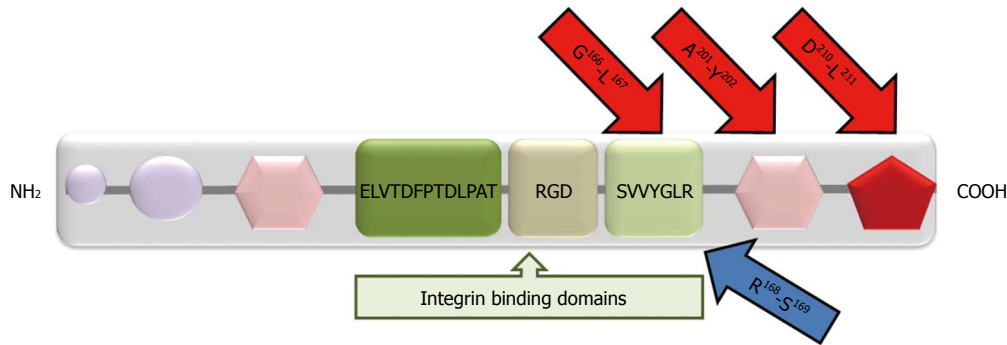 G¹⁶⁶-L¹⁶⁷
A²⁰¹-Y²⁰²
D²¹⁰-L²¹¹
NH₂
ELVTDFPTDLPAT
RGD
SVVYGLR
COOH
Integrin binding domains
R¹⁶⁸-S¹⁶⁹